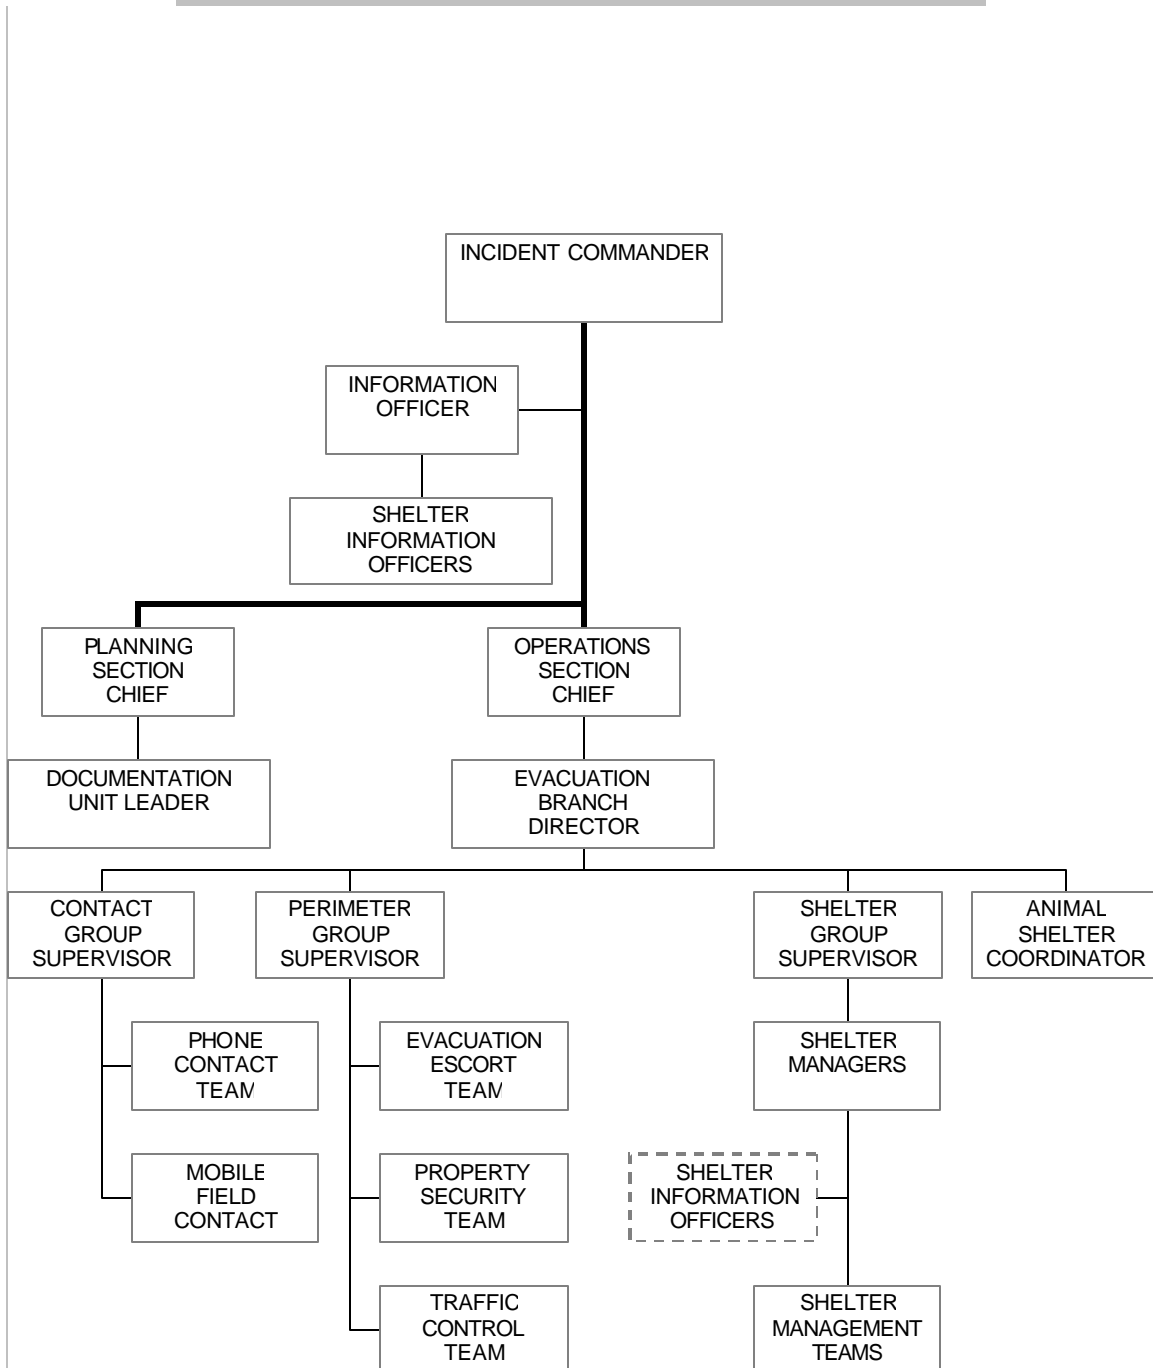 INCIDENT COMMANDER
INFORMATION
OFFICER
SHELTER
INFORMATION
OFFICERS
PLANNING
SECTION
CHIEF
OPERATIONS
SECTION
CHIEF
DOCUMENTATION
UNIT LEADER
EVACUATION
BRANCH
DIRECTOR
CONTACT
GROUP
SUPERVISOR
PERIMETER
GROUP
SUPERVISOR
SHELTER
GROUP
SUPERVISOR
ANIMAL
SHELTER
COORDINATOR
PHONE
CONTACT
TEAM
EVACUATION
ESCORT
TEAM
SHELTER
MANAGERS
MOBILE
FIELD
CONTACT
PROPERTY
SECURITY
TEAM
SHELTER
INFORMATION
OFFICERS
TRAFFIC
CONTROL
TEAM
SHELTER
MANAGEMENT
TEAMS